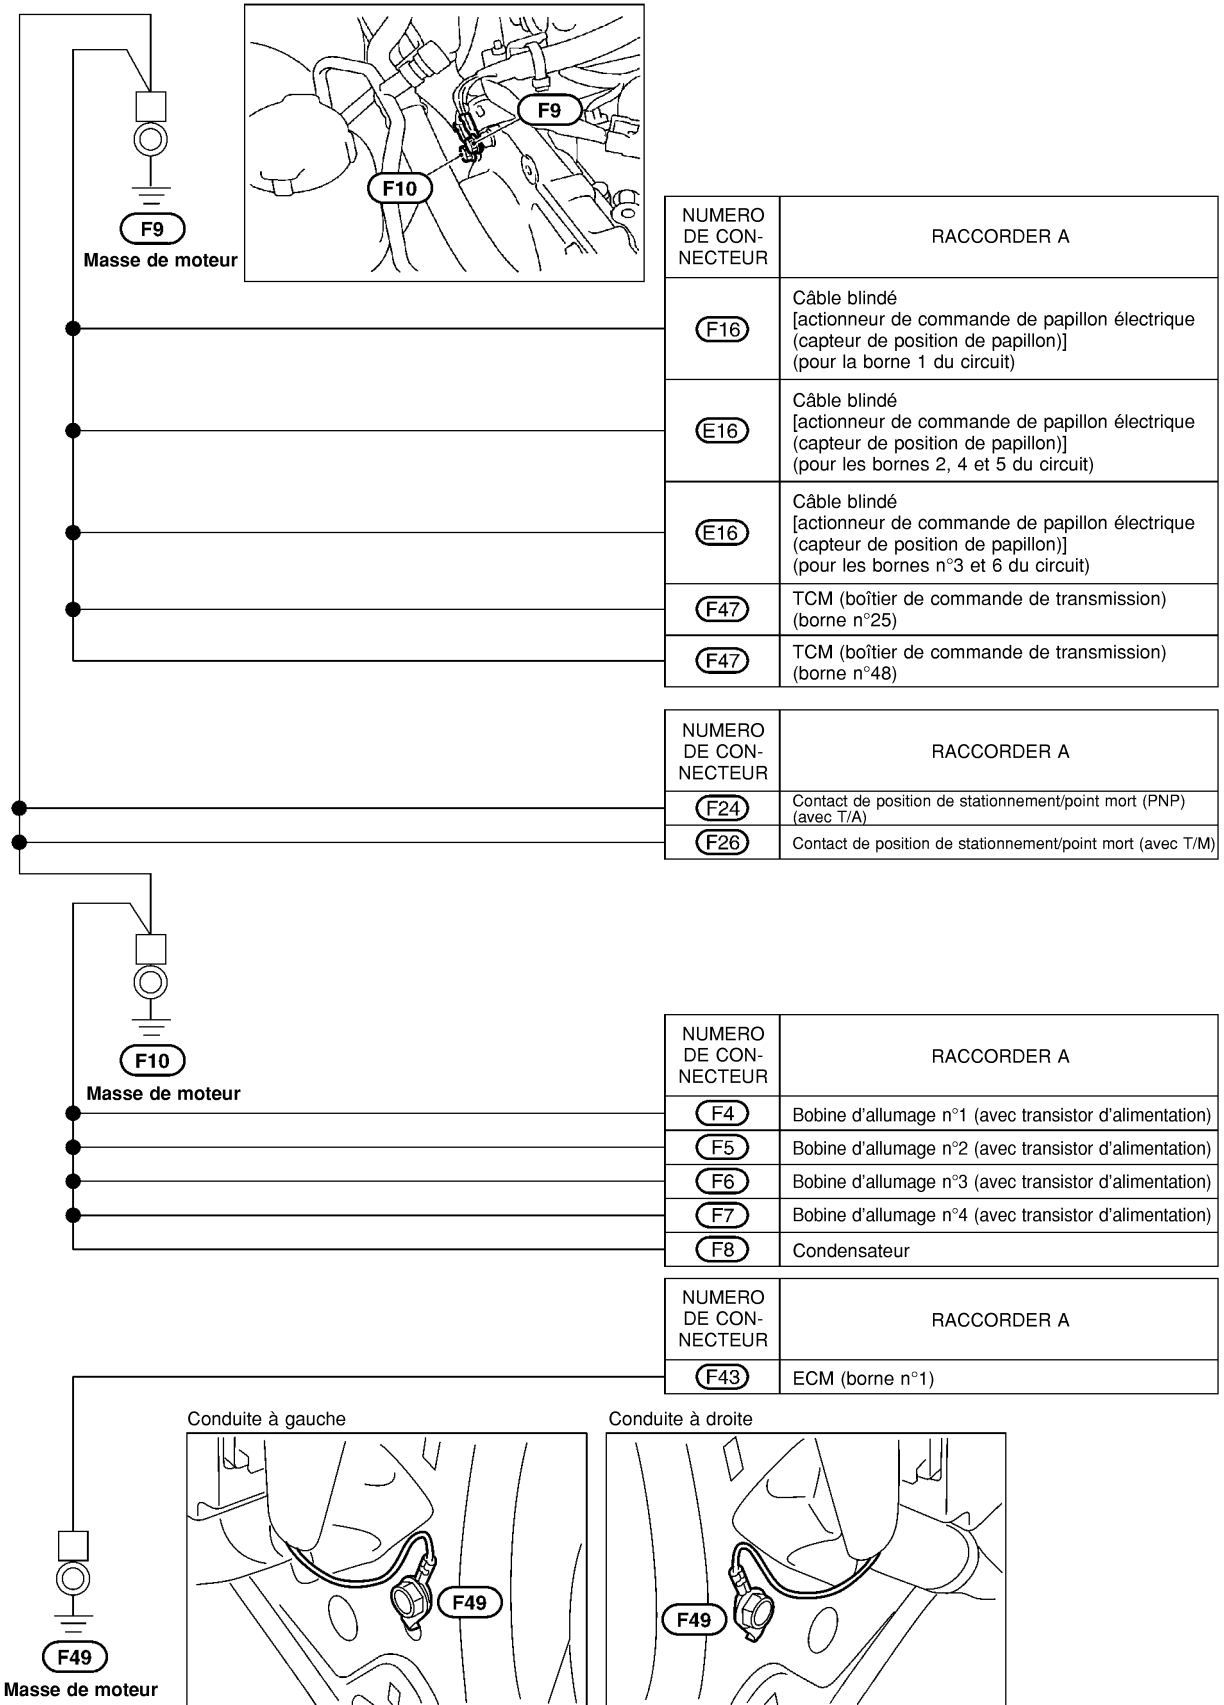 F9
F10
F9
Masse de moteur
NUMERO
DE CON-
NECTEUR
RACCORDER A
F16
Câble blindé
[actionneur de commande de papillon électrique
(capteur de position de papillon)]
(pour la borne 1 du circuit)
E16
Câble blindé
[actionneur de commande de papillon électrique
(capteur de position de papillon)]
(pour les bornes 2, 4 et 5 du circuit)
E16
Câble blindé
[actionneur de commande de papillon électrique
(capteur de position de papillon)]
(pour les bornes n°3 et 6 du circuit)
F47
TCM (boîtier de commande de transmission)
(borne n°25)
F47
TCM (boîtier de commande de transmission)
(borne n°48)
NUMERO
DE CON-
NECTEUR
RACCORDER A
F24
Contact de position de stationnement/point mort (PNP)
(avec T/A)
F26
Contact de position de stationnement/point mort (avec T/M)
F10
Masse de moteur
NUMERO
DE CON-
NECTEUR
RACCORDER A
F4
Bobine d'allumage n°1 (avec transistor d'alimentation)
F5
Bobine d'allumage n°2 (avec transistor d'alimentation)
F6
Bobine d'allumage n°3 (avec transistor d'alimentation)
F7
Bobine d'allumage n°4 (avec transistor d'alimentation)
F8
Condensateur
NUMERO
DE CON-
NECTEUR
RACCORDER A
F43
ECM (borne n°1)
Conduite à gauche
Conduite à droite
F49
F49
F49
Masse de moteur